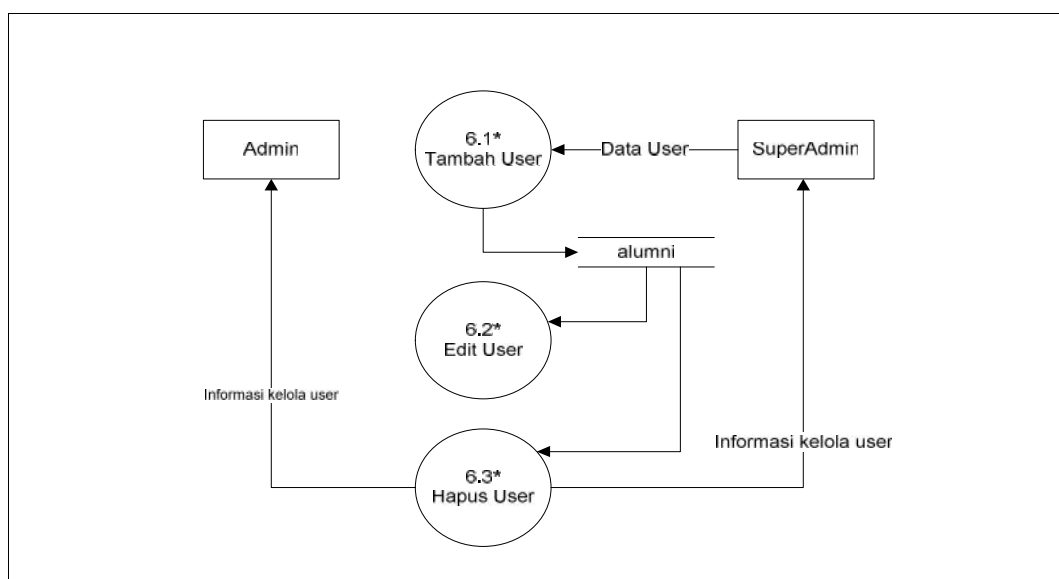 6.1*
Tambah User
Admin
Data User
SuperAdmin
alumni
6.2*
Edit User
Informasi kelola user
Informasi kelola user
6.3*
Hapus User